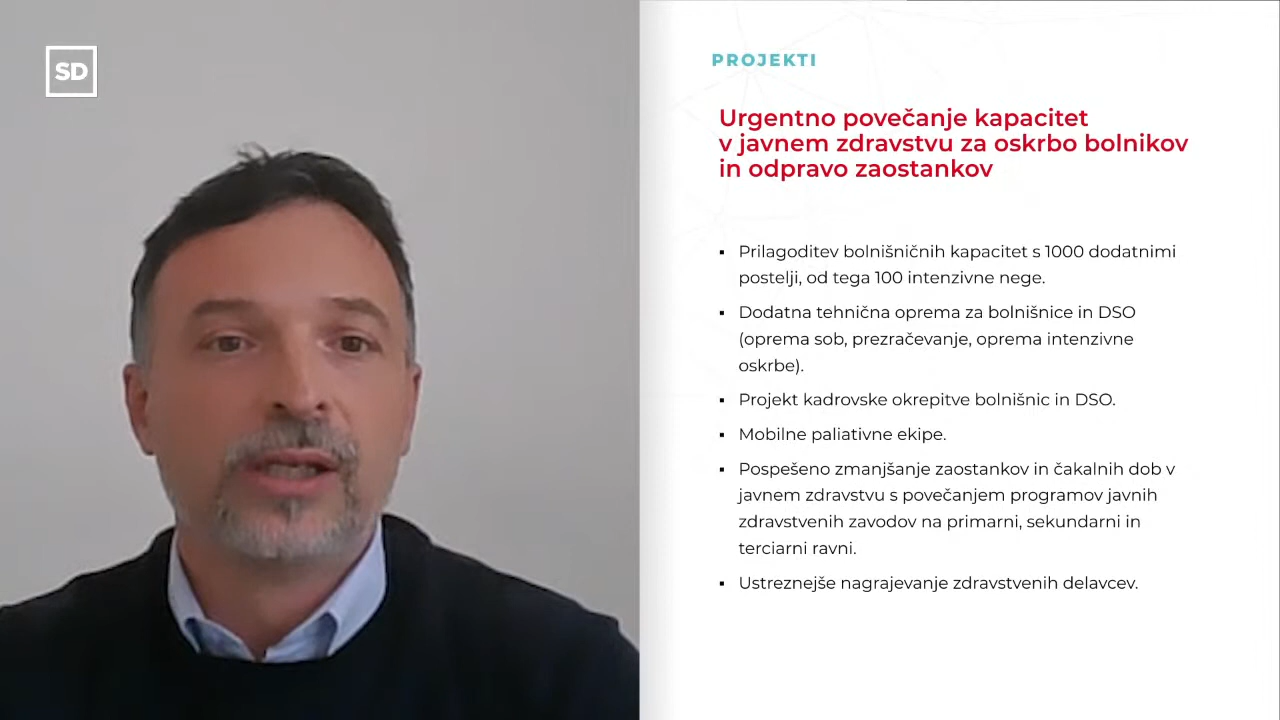 SD
PROJEKTI
Urgentno povečanje kapacitet
v javnem zdravstvu za oskrbo bolnikov
in odpravo zaostankov
▪ Prilagoditev bolnišničnih kapacitet s 1000 dodatnimi
postelji, od tega 100 intenzivne nege.
▪ Dodatna tehnična oprema za bolnišnice in DSO
(oprema sob, prezračevanje, oprema intenzivne
oskrbe).
▪ Projekt kadrovske okrepitve bolnišnic in DSO.
▪ Mobilne paliativne ekipe.
▪ Pospešeno zmanjšanje zaostankov in čakalnih dob v
javnem zdravstvu s povečanjem programov javnih
zdravstvenih zavodov na primarni, sekundarni in
terciarni ravni.
▪ Ustreznejše nagrajevanje zdravstvenih delavcev.